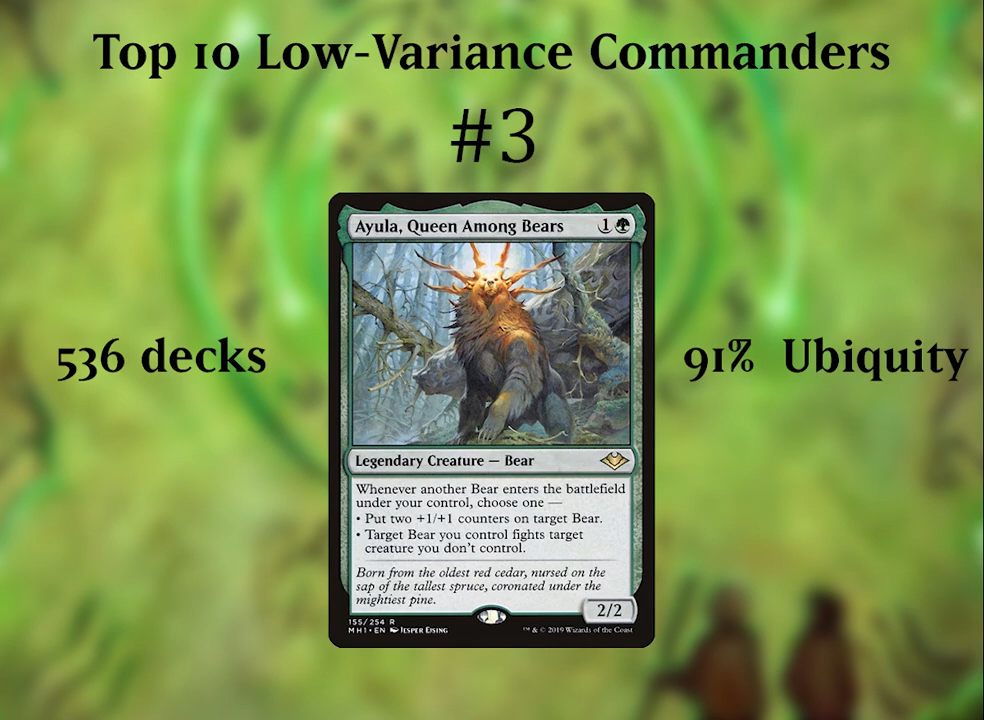 Top 10 Low-Variance Commanders
#3
Ayula, Queen Among Bears 1
536 decks
91% Ubiquity
Legendary Creature — Bear
Whenever another Bear enters the battlefield
under your control, choose one —
• Put two +1/+1 counters on target Bear.
• Target Bear you control fights target
creature you don't control.
Born from the oldest red cedar, nursed on the
sap of the tallest spruce, coronated under the
mightiest pine.
2/2
155/254 R
MH1 • EN Jesper Ejsing
™ & © 2019 Wizards of the Coast